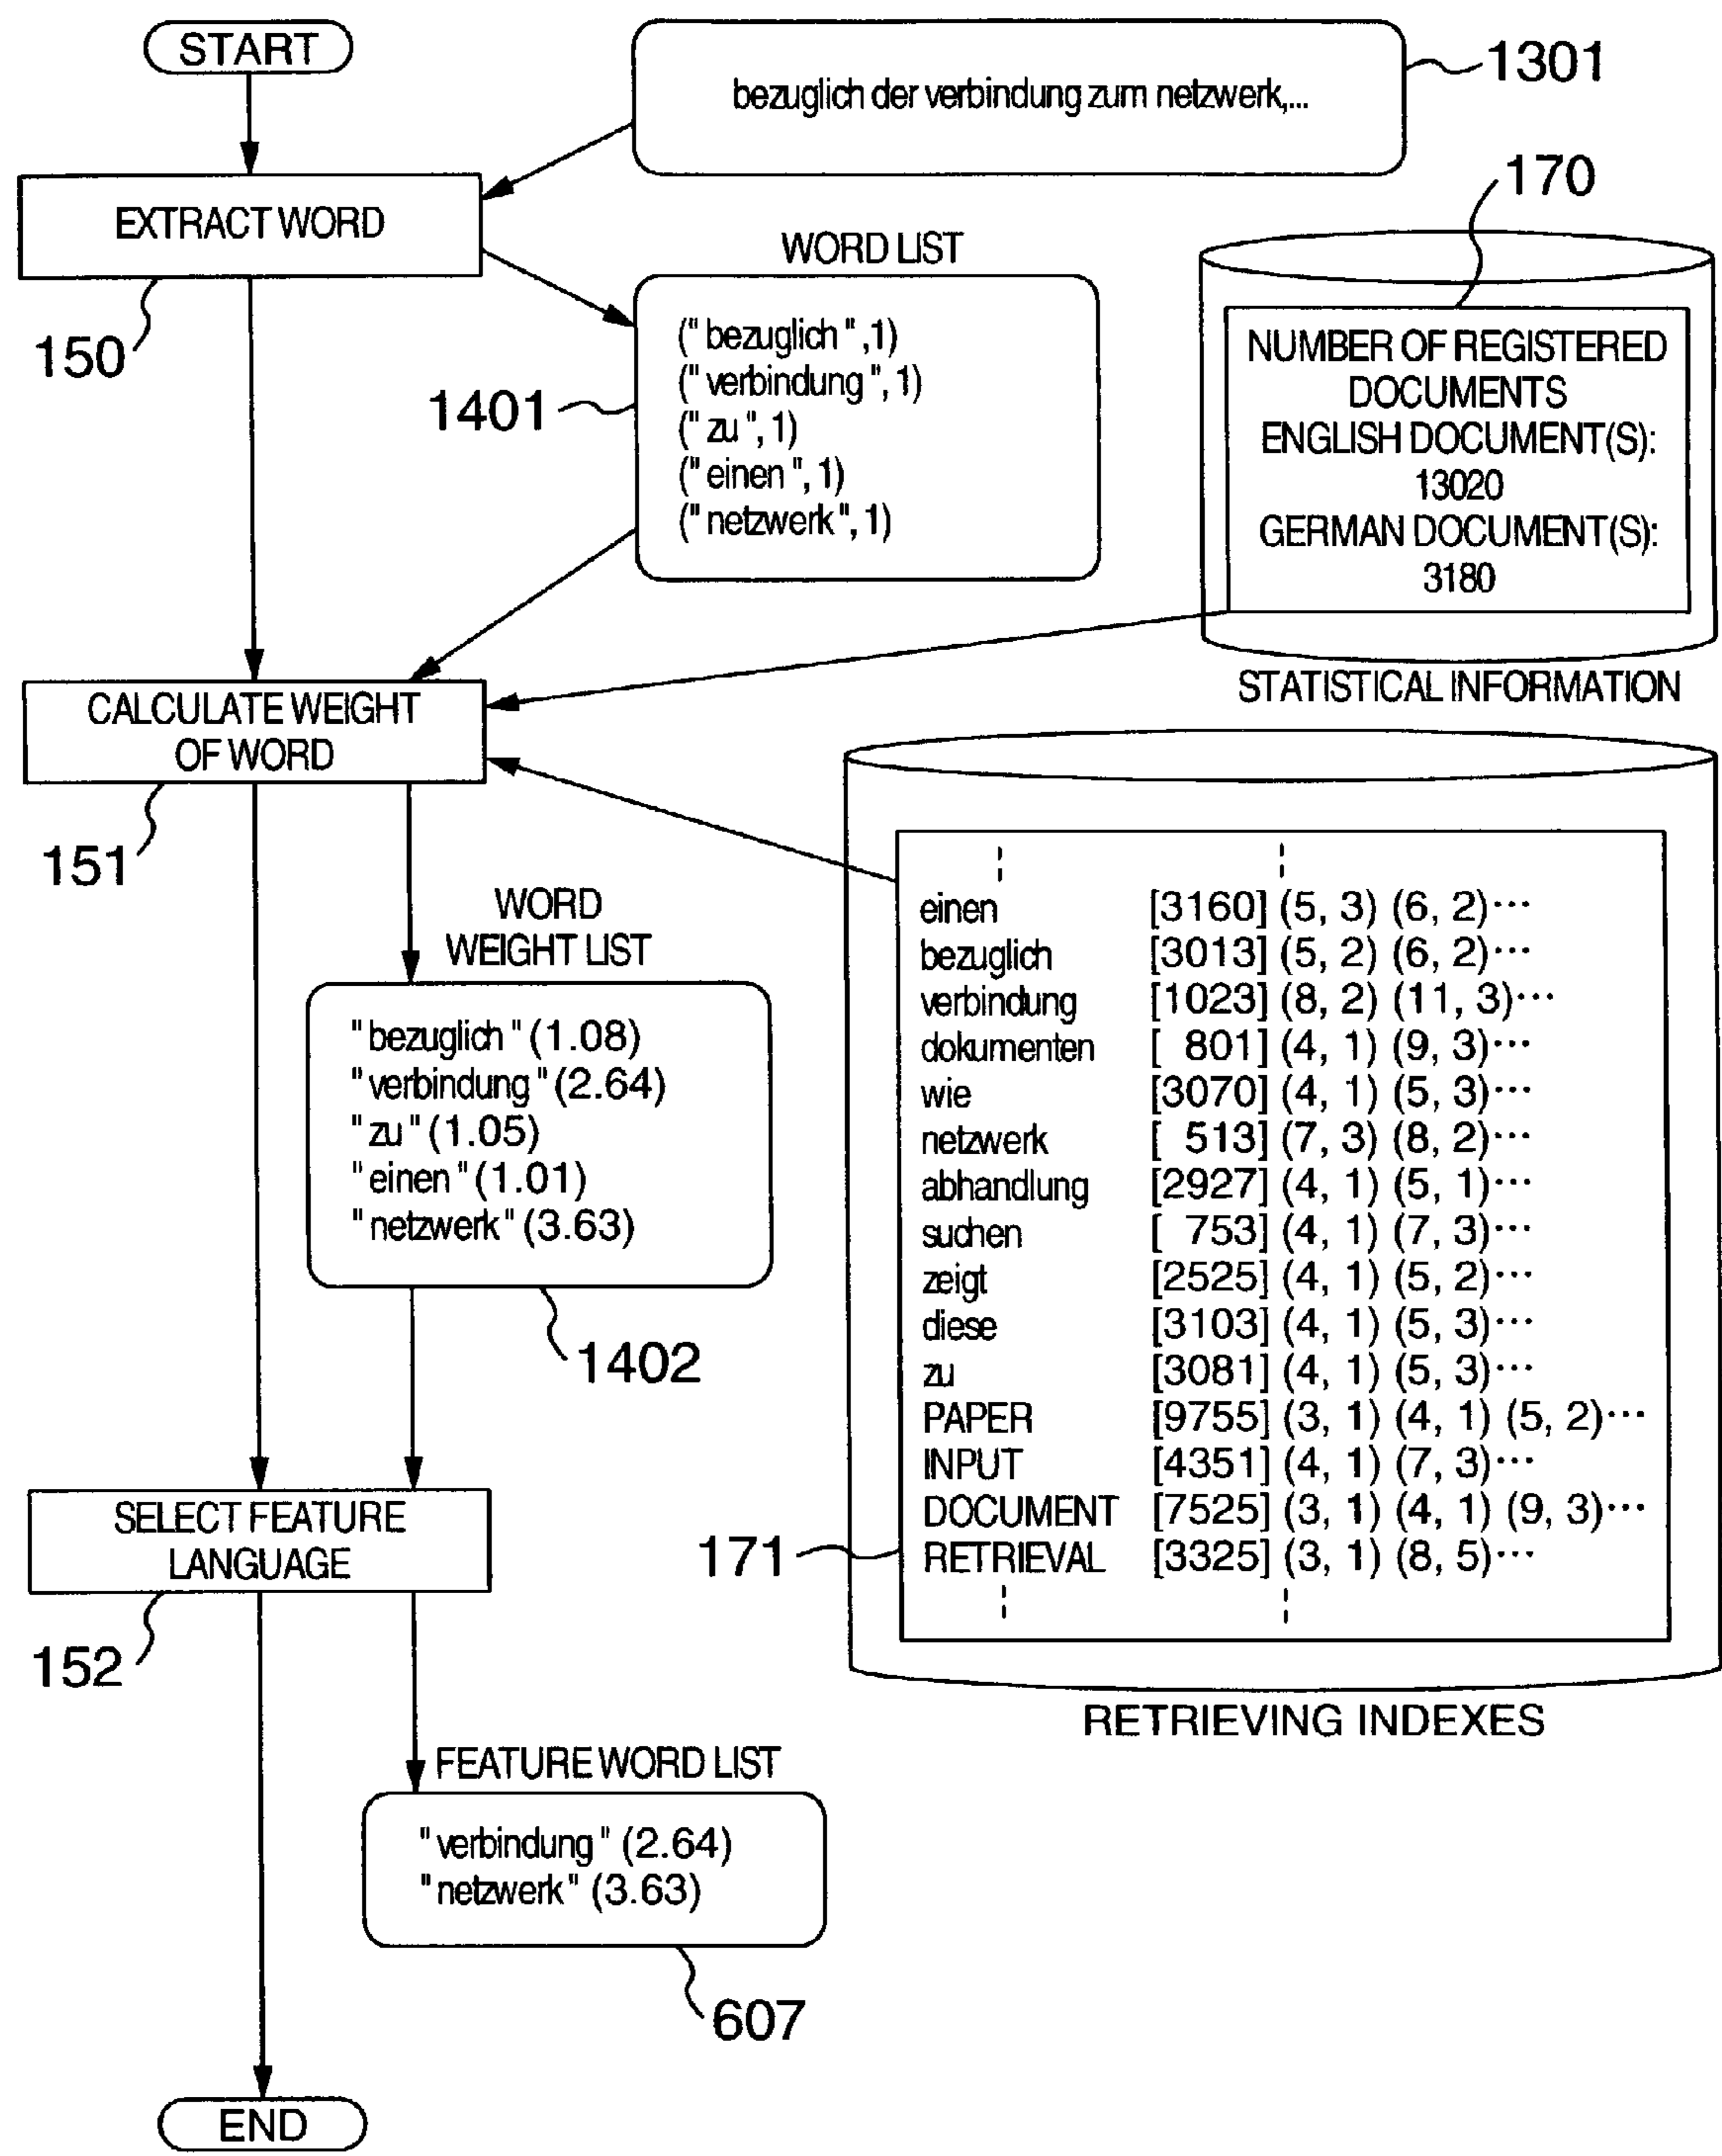 START
bezuglich der verbindung zum netzwerk,...
1301
EXTRACT WORD
150
WORD LIST
("bezuglich",1)
("verbindung", 1)
("zu", 1)
("einen", 1)
("netzwerk", 1)
1401
170
NUMBER OF REGISTERED
DOCUMENTS
ENGLISH DOCUMENT(S):
13020
GERMAN DOCUMENT(S):
3180
STATISTICAL INFORMATION
CALCULATE WEIGHT
OF WORD
151
WORD
WEIGHT LIST
"bezuglich" (1.08)
"verbindung" (2.64)
"zu" (1.05)
"einen" (1.01)
"netzwerk" (3.63)
1402
einen [3160] (5, 3) (6, 2)···
bezuglich [3013] (5, 2) (6, 2)···
verbindung [1023] (8, 2) (11, 3)···
dokumenten [ 801] (4, 1) (9, 3)···
wie [3070] (4, 1) (5, 3)···
netzwerk [ 513] (7, 3) (8, 2)···
abhandlung [2927] (4, 1) (5, 1)···
suchen [ 753] (4, 1) (7, 3)···
zeigt [2525] (4, 1) (5, 2)···
diese [3103] (4, 1) (5, 3)···
zu [3081] (4, 1) (5, 3)···
PAPER [9755] (3, 1) (4, 1) (5, 2)···
INPUT [4351] (4, 1) (7, 3)···
DOCUMENT [7525] (3, 1) (4, 1) (9, 3)···
RETRIEVAL [3325] (3, 1) (8, 5)···
171
RETRIEVING INDEXES
SELECT FEATURE
LANGUAGE
152
FEATURE WORD LIST
"verbindung" (2.64)
"netzwerk" (3.63)
607
END